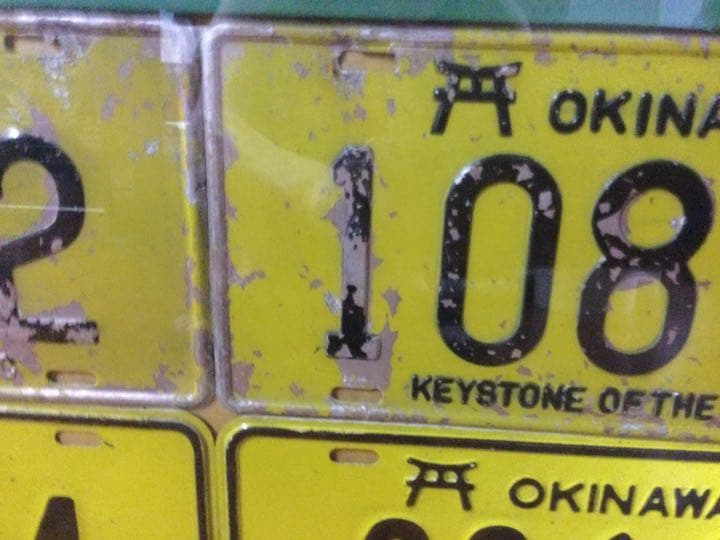 2
OKINA
108
KEYSTONE OF THE
OKINAWA